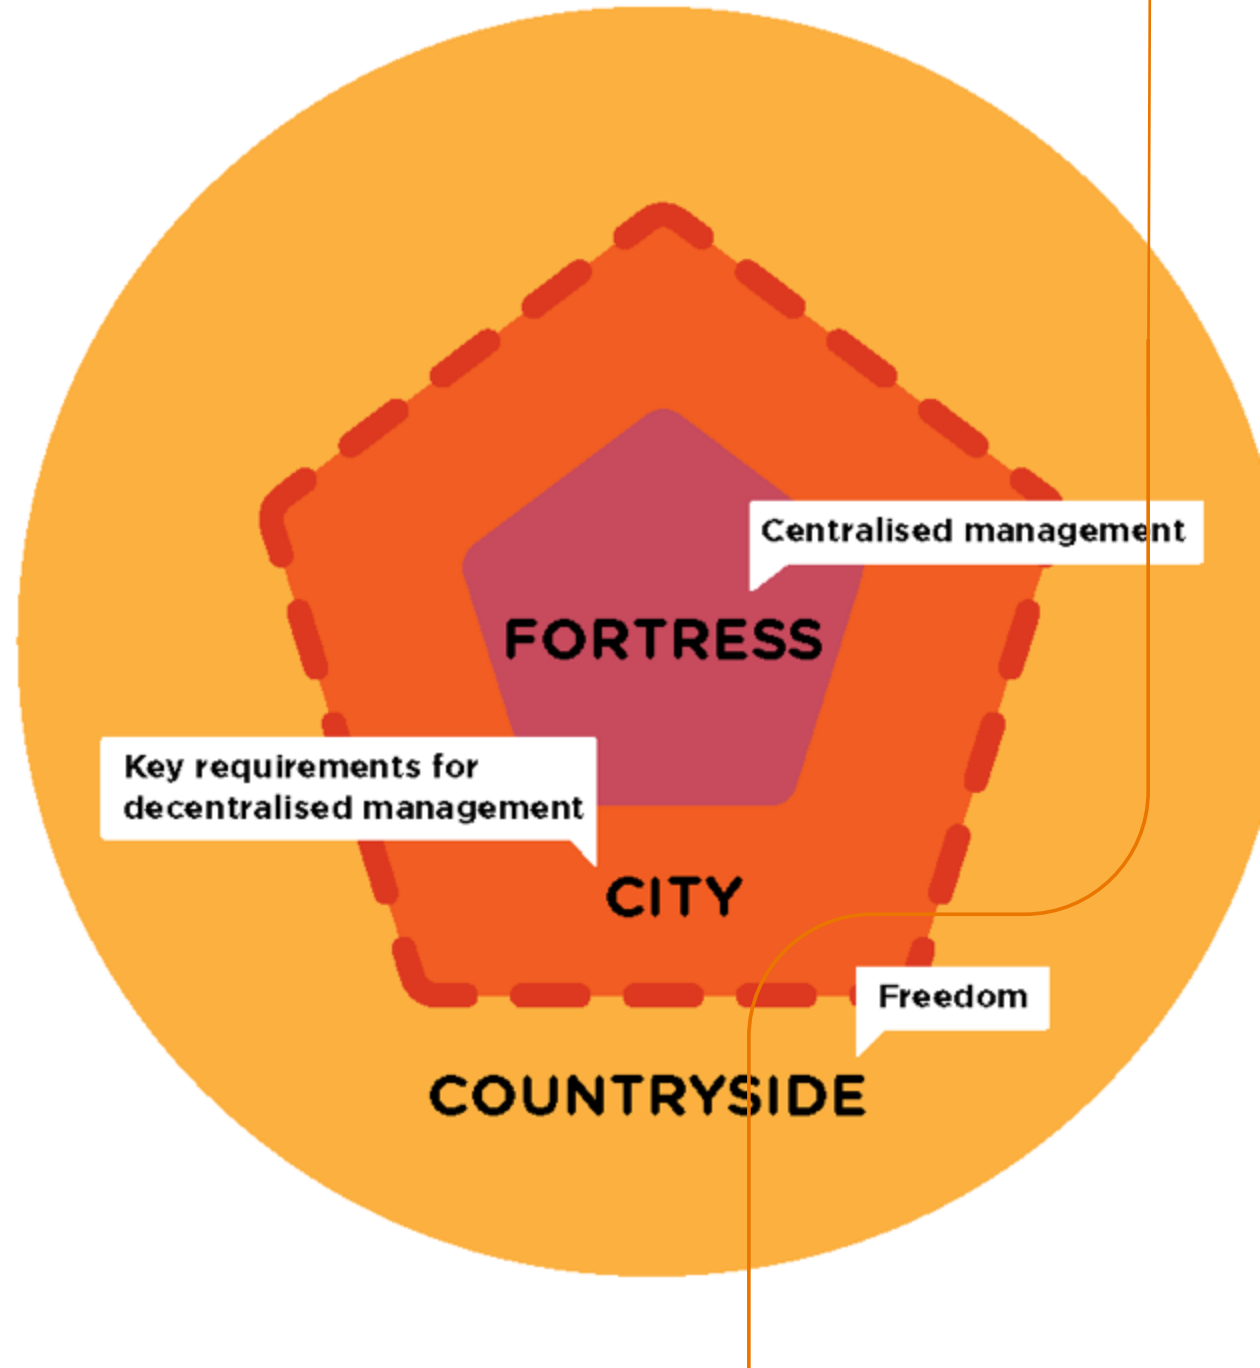 Centralised management
FORTRESS
Key requirements for
decentralised management
CITY
Freedom
COUNTRYSIDE